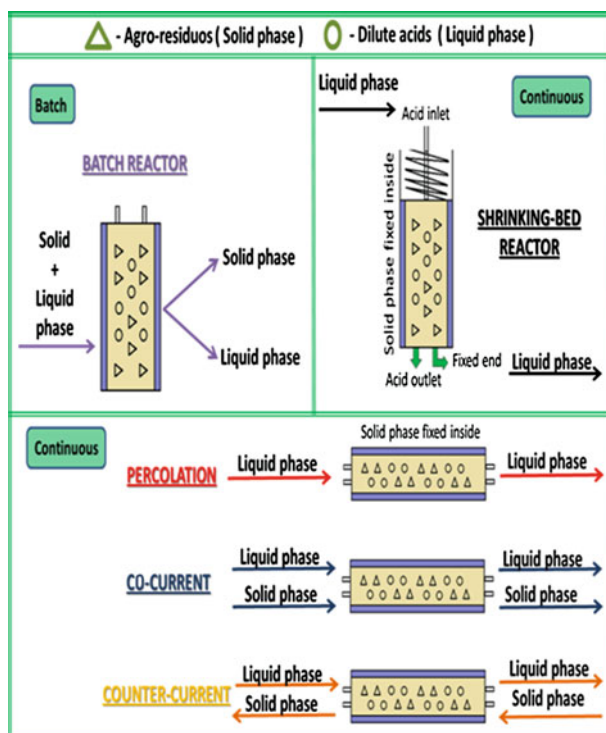 - Agro-residuos ( Solid phase ) - Dilute acids ( Liquid phase )
Batch
BATCH REACTOR
Solid
+
Liquid
phase
Solid phase
Liquid phase
Liquid phase
Continuous
Acid inlet
Solid phase fixed inside
SHRINKING-BED
REACTOR
Fixed end
Acid outlet
Liquid phase
Continuous
Solid phase fixed inside
PERCOLATION
Liquid phase
Liquid phase
CO-CURRENT
Liquid phase
Solid phase
Liquid phase
Solid phase
COUNTER-CURRENT
Liquid phase
Solid phase
Liquid phase
Solid phase